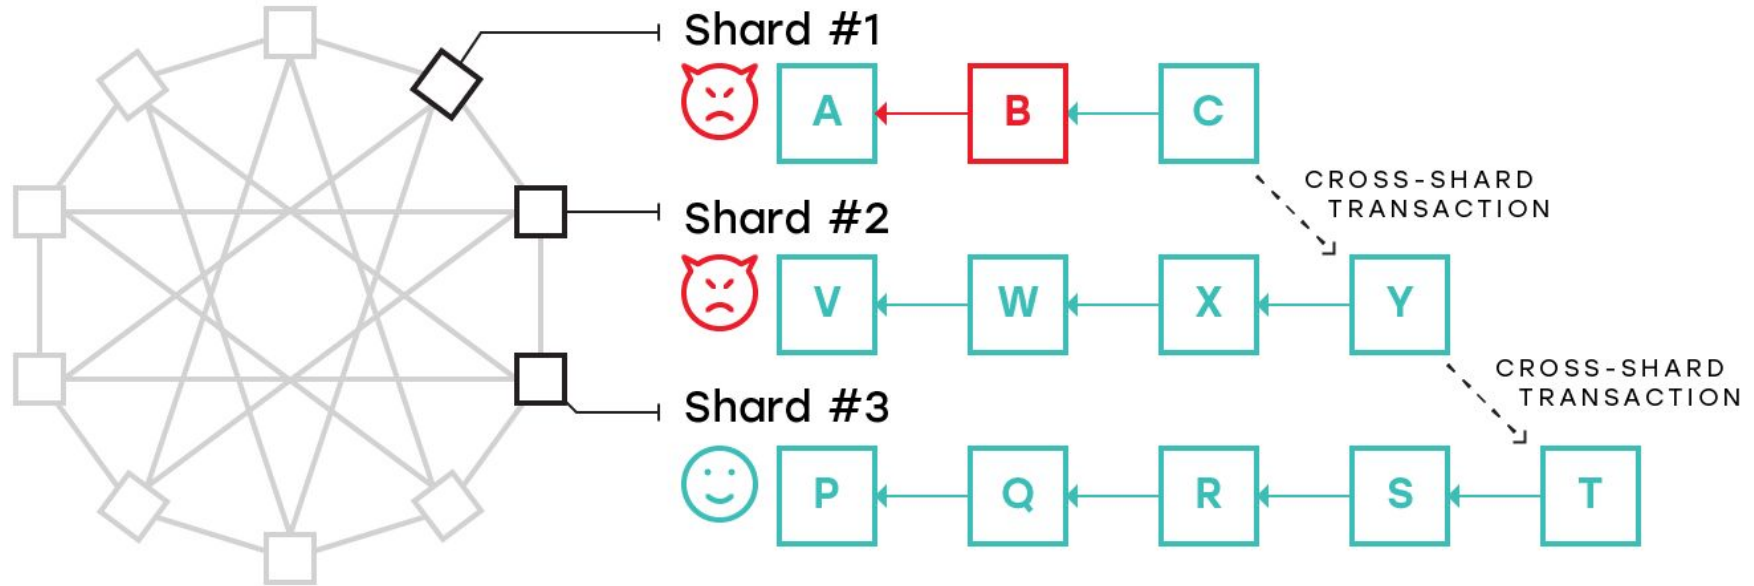 Shard #1
A B C
CROSS-SHARD
TRANSACTION
Shard #2
V W X Y
CROSS-SHARD
TRANSACTION
Shard #3
P Q R S T